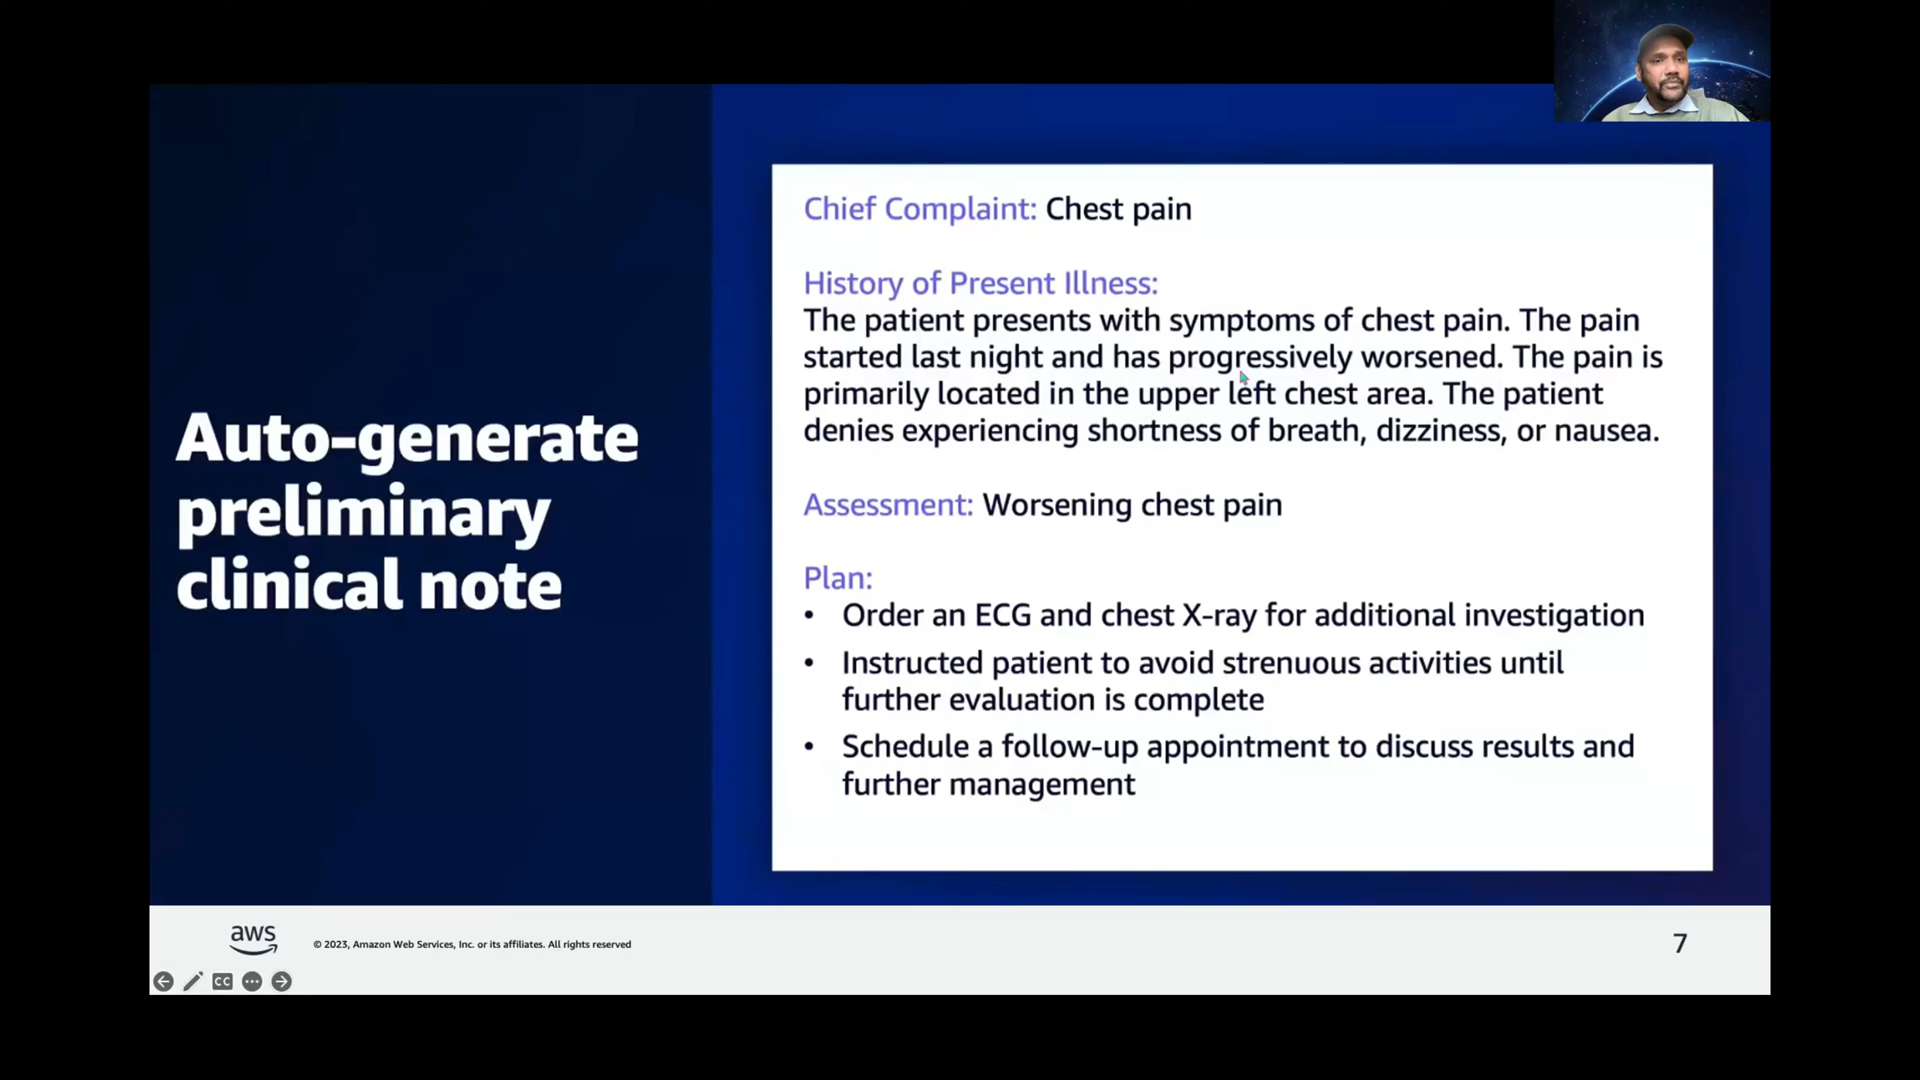 Auto-generate
preliminary
clinical note
Chief Complaint: Chest pain
History of Present Illness:
The patient presents with symptoms of chest pain. The pain
started last night and has progressively worsened. The pain is
primarily located in the upper left chest area. The patient
denies experiencing shortness of breath, dizziness, or nausea.
Assessment: Worsening chest pain
Plan:
• Order an ECG and chest X-ray for additional investigation
• Instructed patient to avoid strenuous activities until
further evaluation is complete
• Schedule a follow-up appointment to discuss results and
further management
aws
© 2023, Amazon Web Services, Inc. or its affiliates. All rights reserved
7
CC